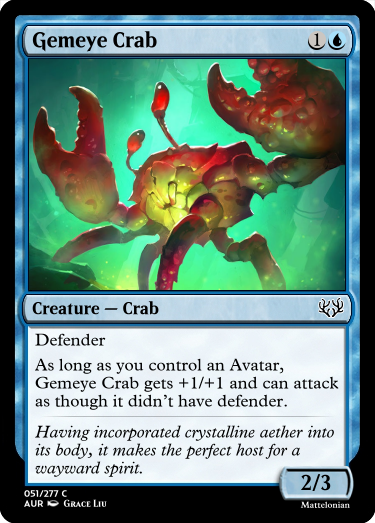 Gemeye Crab 1
Creature — Crab
Defender
As long as you control an Avatar,
Gemeye Crab gets +1/+1 and can attack
as though it didn't have defender.
Having incorporated crystalline aether into
its body, it makes the perfect host for a
wayward spirit.
2/3
051/277 C
AUR GRACE LIU
Mattelonian